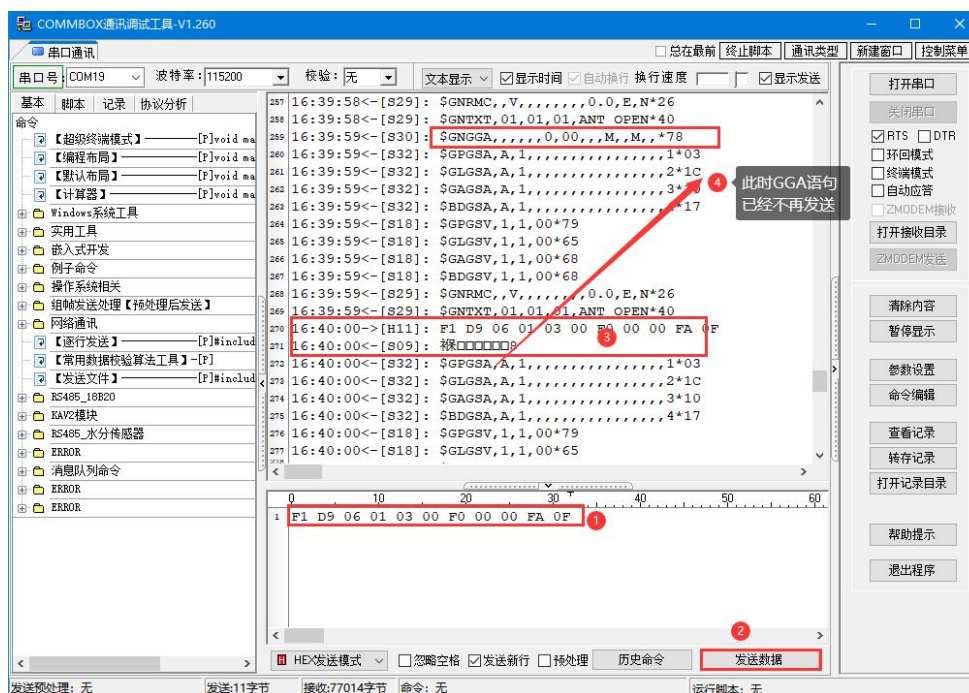 COMMBOX通讯调试工具-V1.260
串口通讯
总在最前 终止脚本 通讯类型 新建窗口 控制菜单
串口号: COM19 波特率: 115200 校验: 无 文本显示 显示时间 自动换行 换行速度 显示发送
基本 脚本 记录 协议分析
命令
【超级终端模式】————[P]void ma
【编程布局】————[P]void ma
【默认布局】————[P]void ma
【计算器】————[P]void ma
Windows系统工具
实用工具
嵌入式开发
例子命令
操作系统相关
组帧发送处理【预处理后发送】
网络通讯
【逐行发送】————[P]#includ
【常用数据校验算法工具】-[P]
【发送文件】————[P]#includ
RS485_18B20
KAV2模块
RS485_水分传感器
ERROR
消息队列命令
ERROR
ERROR
257 16:39:58<-[S29]: $GNRMC,,V,,,,,,,,0.0,E,N*26
258 16:39:58<-[S29]: $GNTXT,01,01,01,ANT OPEN*40
259 16:39:59<-[S30]: $GNGGA,,,,,,0,00,,,M,,M,,*78
260 16:39:59<-[S32]: $GPGSA,A,1,,,,,,,,,,,,,,,,1*03
261 16:39:59<-[S32]: $GLGSA,A,1,,,,,,,,,,,,,,,,2*1C
262 16:39:59<-[S32]: $GAGSA,A,1,,,,,,,,,,,,,,,,3*10
263 16:39:59<-[S32]: $BDGSA,A,1,,,,,,,,,,,,,,,,4*17
264 16:39:59<-[S18]: $GPGSV,1,1,00*79
265 16:39:59<-[S18]: $GLGSV,1,1,00*65
266 16:39:59<-[S18]: $GAGSV,1,1,00*68
267 16:39:59<-[S18]: $BDGSV,1,1,00*68
268 16:39:59<-[S29]: $GNRMC,,V,,,,,,,,0.0,E,N*26
269 16:39:59<-[S29]: $GNTXT,01,01,01,ANT OPEN*40
270 16:40:00->[H11]: F1 D9 06 01 03 00 F0 00 00 FA 0F
271 16:40:00<-[S09]: 8
272 16:40:00<-[S32]: $GPGSA,A,1,,,,,,,,,,,,,,,,1*03
273 16:40:00<-[S32]: $GLGSA,A,1,,,,,,,,,,,,,,,,2*1C
274 16:40:00<-[S32]: $GAGSA,A,1,,,,,,,,,,,,,,,,3*10
275 16:40:00<-[S32]: $BDGSA,A,1,,,,,,,,,,,,,,,,4*17
276 16:40:00<-[S18]: $GPGSV,1,1,00*79
277 16:40:00<-[S18]: $GLGSV,1,1,00*65
3
4 此时GGA语句
已经不再发送
0 10 20 30 40 50 60
1 F1 D9 06 01 03 00 F0 00 00 FA 0F
1
2
HEX发送模式 忽略空格 发送新行 预处理 历史命令 发送数据
打开串口
关闭串口
RTS DTR
环回模式
终端模式
自动应答
ZMODEM接收
打开接收目录
ZMODEM发送
清除内容
暂停显示
参数设置
命令编辑
查看记录
转存记录
打开记录目录
帮助提示
退出程序
发送预处理: 无 发送:11字节 接收:77014字节 命令: 无 运行脚本: 无